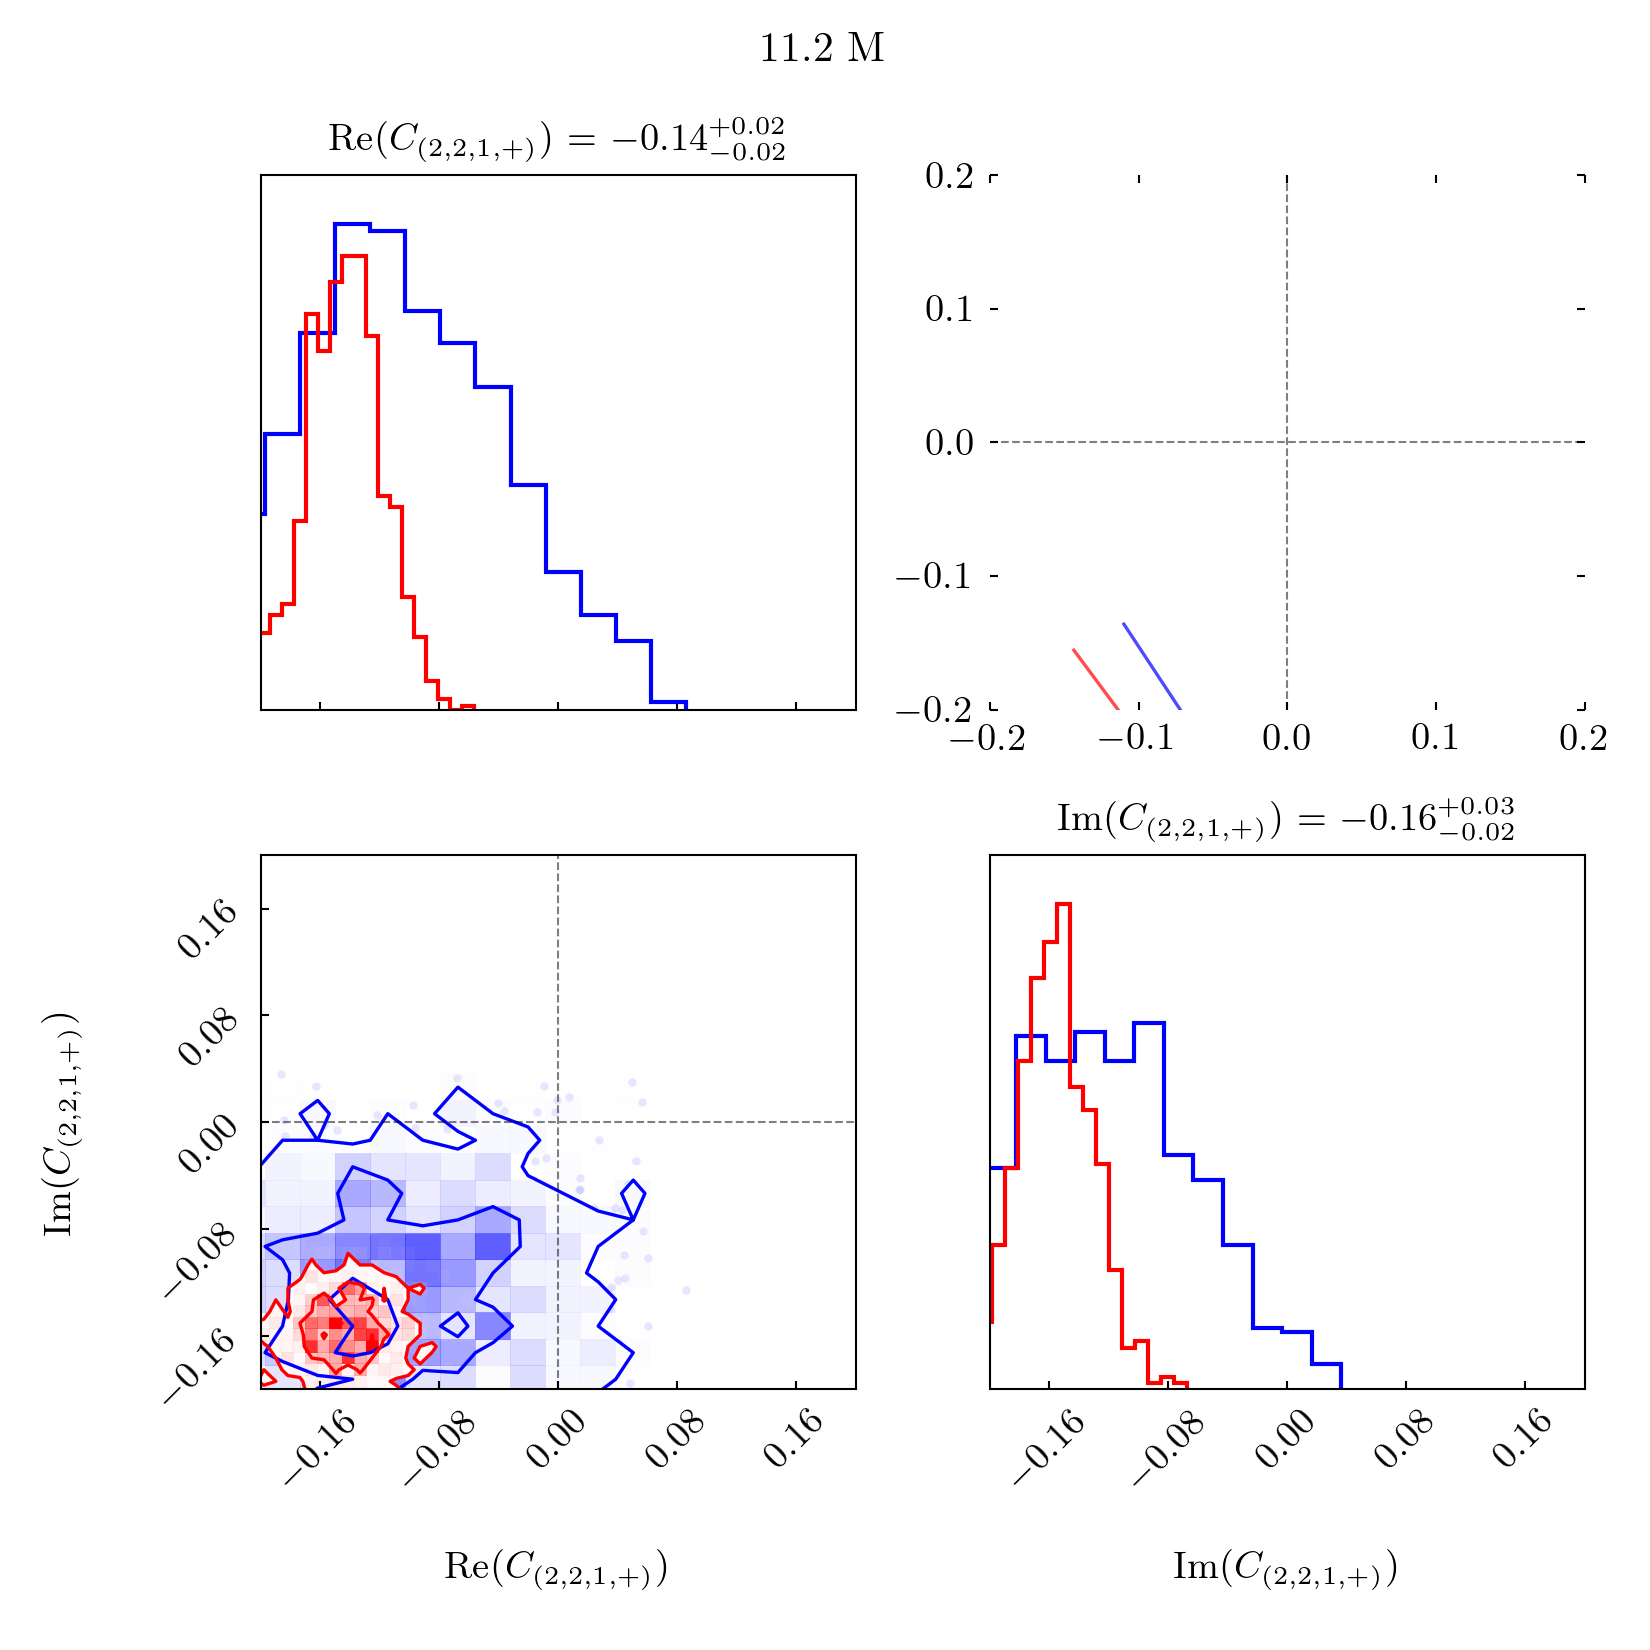 11.2 M
Re(C_{(2,2,1,+)}) = −0.14^{+0.02}_{−0.02}
0.2
0.1
0.0
−0.1
−0.2
−0.2 −0.1 0.0 0.1 0.2
Im(C_{(2,2,1,+)}) = −0.16^{+0.03}_{−0.02}
Im(C_{(2,2,1,+)})
0.16
0.08
0.00
−0.08
−0.16
−0.16 −0.08 0.00 0.08 0.16
−0.16 −0.08 0.00 0.08 0.16
Re(C_{(2,2,1,+)})
Im(C_{(2,2,1,+)})